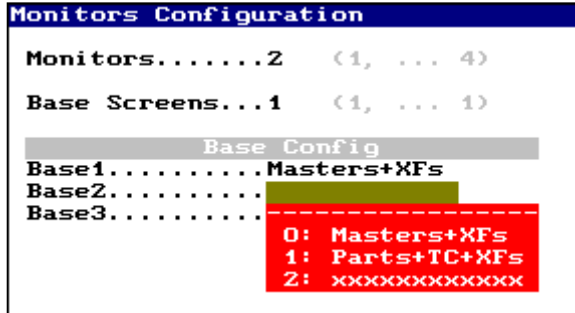 Monitors Configuration
Monitors.......2 (1, ... 4)
Base Screens...1 (1, ... 1)
Base Config
Base1..........Masters+XFs
Base2..........
Base3..........
----------------
0: Masters+XFs
1: Parts+TC+XFs
2: xxxxxxxxxxxx